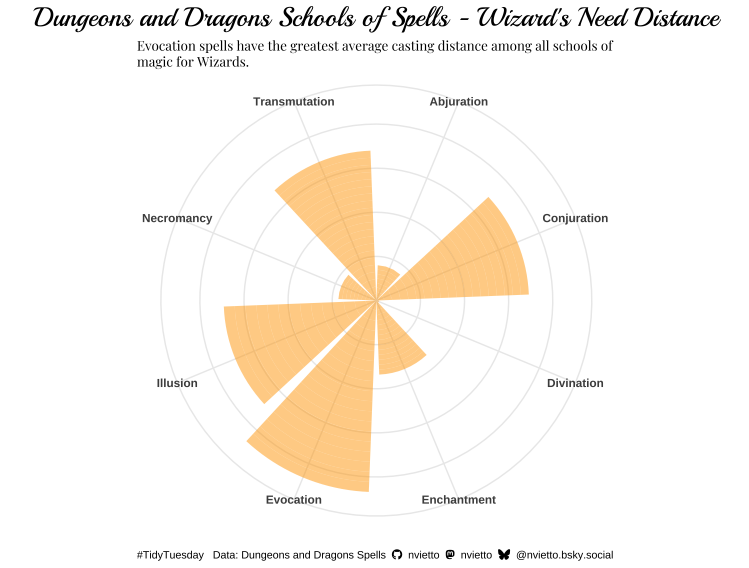 Dungeons and Dragons Schools of Spells - Wizard's Need Distance
Evocation spells have the greatest average casting distance among all schools of
magic for Wizards.
Transmutation
Abjuration
Necromancy
Conjuration
Illusion
Divination
Evocation
Enchantment
#TidyTuesday Data: Dungeons and Dragons Spells nvietto nvietto @nvietto.bsky.social